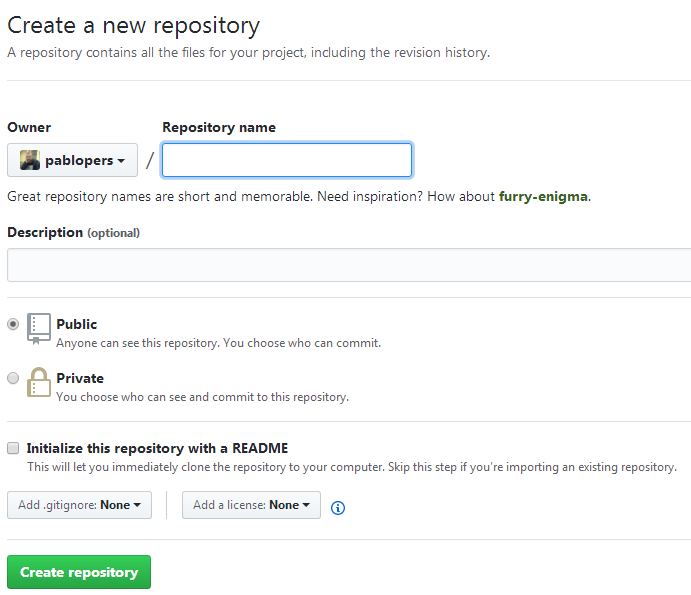 Create a new repository
A repository contains all the files for your project, including the revision history.
Owner
Repository name
pablopers
/
Great repository names are short and memorable. Need inspiration? How about furry-enigma.
Description (optional)
Public
Anyone can see this repository. You choose who can commit.
Private
You choose who can see and commit to this repository.
Initialize this repository with a README
This will let you immediately clone the repository to your computer. Skip this step if you’re importing an existing repository.
Add .gitignore: None
Add a license: None
Create repository